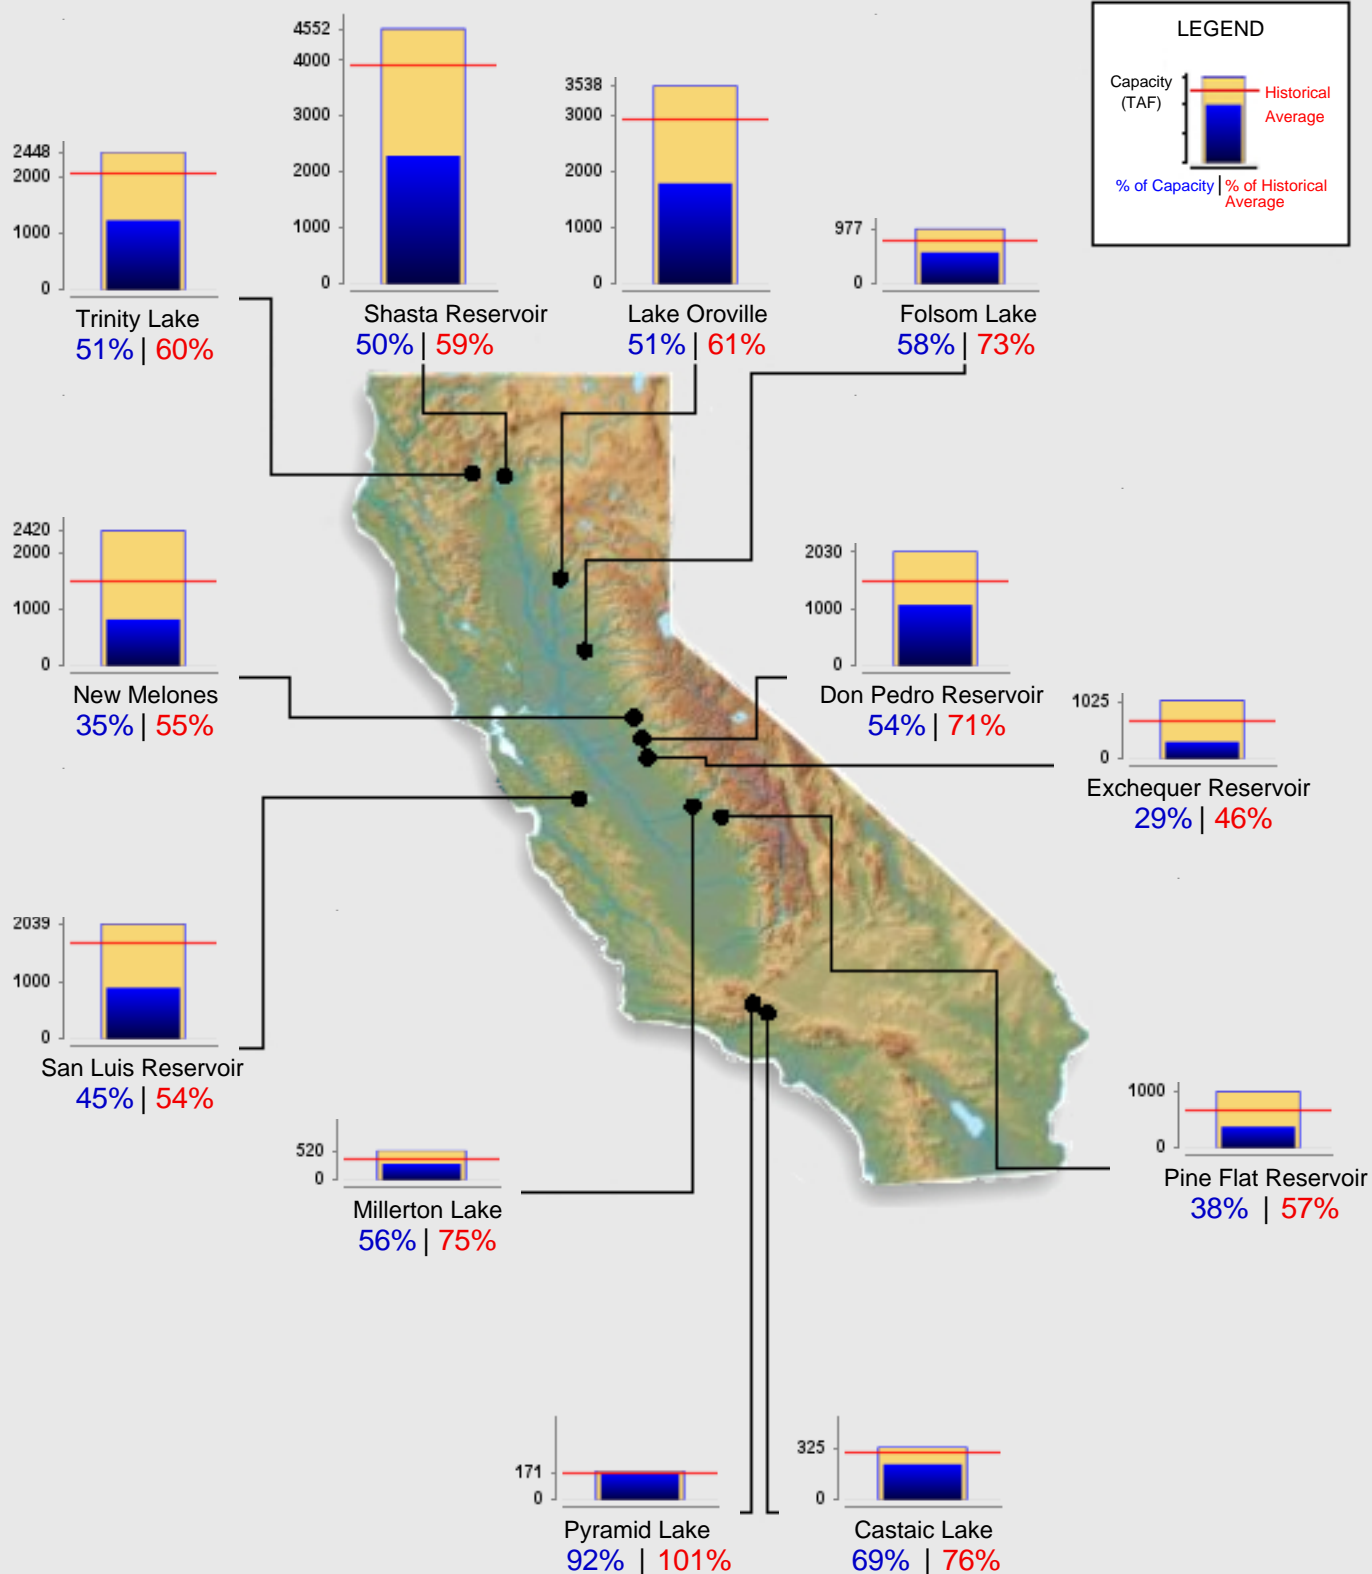 LEGEND
Capacity
(TAF)
Historical
Average
% of Capacity | % of Historical
Average
4552
4000
3000
2000
1000
0
Shasta Reservoir
50% | 59%
3538
3000
2000
1000
0
Lake Oroville
51% | 61%
2448
2000
1000
0
Trinity Lake
51% | 60%
977
0
Folsom Lake
58% | 73%
2420
2000
1000
0
New Melones
35% | 55%
2030
1000
0
Don Pedro Reservoir
54% | 71%
1025
0
Exchequer Reservoir
29% | 46%
2039
1000
0
San Luis Reservoir
45% | 54%
520
0
Millerton Lake
56% | 75%
1000
0
Pine Flat Reservoir
38% | 57%
171
0
Pyramid Lake
92% | 101%
325
0
Castaic Lake
69% | 76%